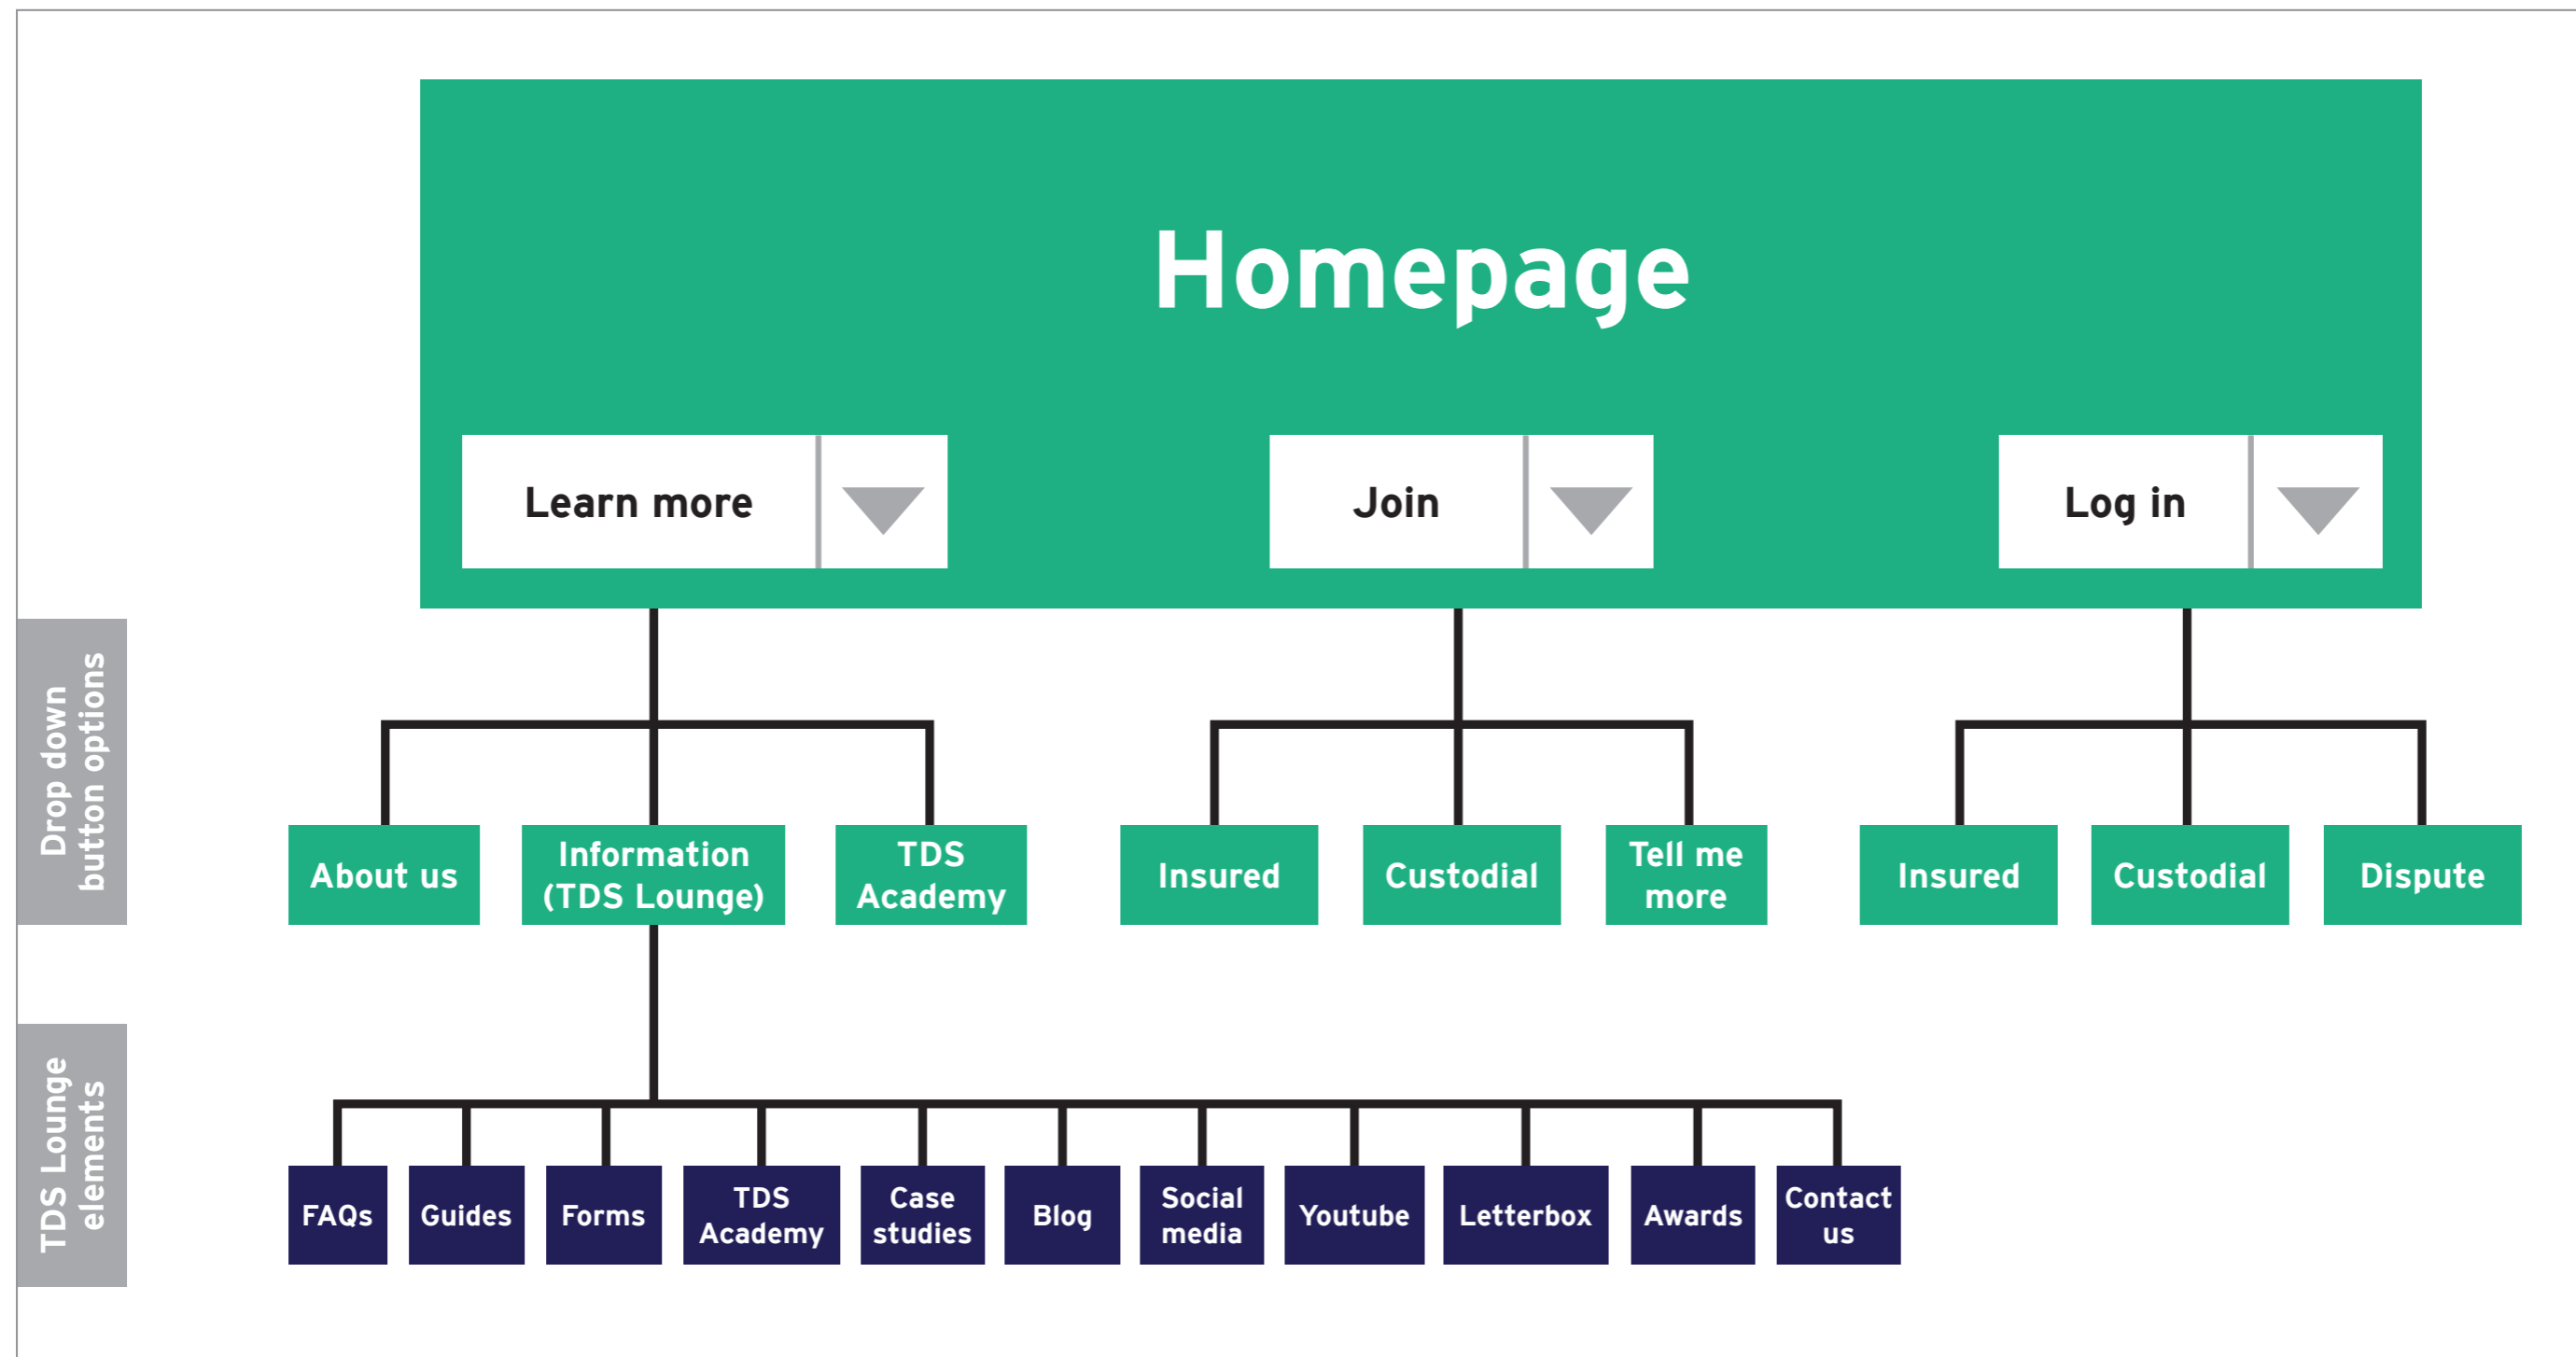 Homepage
Learn more
Join
Log in
Drop down
button options
About us
Information
(TDS Lounge)
TDS
Academy
Insured
Custodial
Tell me
more
Insured
Custodial
Dispute
TDS Lounge
elements
FAQs
Guides
Forms
TDS
Academy
Case
studies
Blog
Social
media
Youtube
Letterbox
Awards
Contact
us